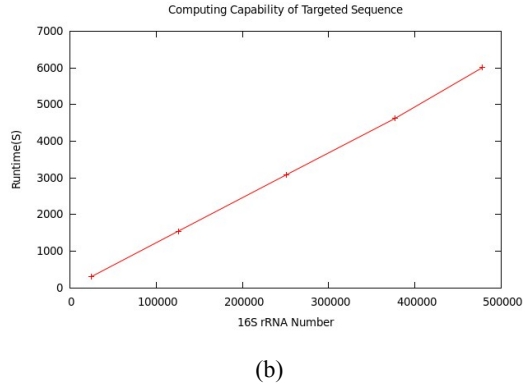 Computing Capability of Targeted Sequence
7000
6000
5000
4000
3000
2000
1000
0
Runtime(S)
0 100000 200000 300000 400000 500000
16S rRNA Number
(b)